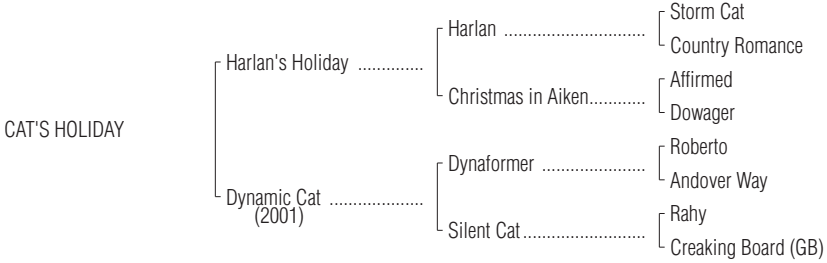 Storm Cat
Harlan ..............................
Country Romance
Harlan's Holiday ..............
Affirmed
Christmas in Aiken............
Dowager
CAT'S HOLIDAY
Roberto
Dynaformer ......................
Andover Way
Dynamic Cat ....................
(2001)
Rahy
Silent Cat..........................
Creaking Board (GB)